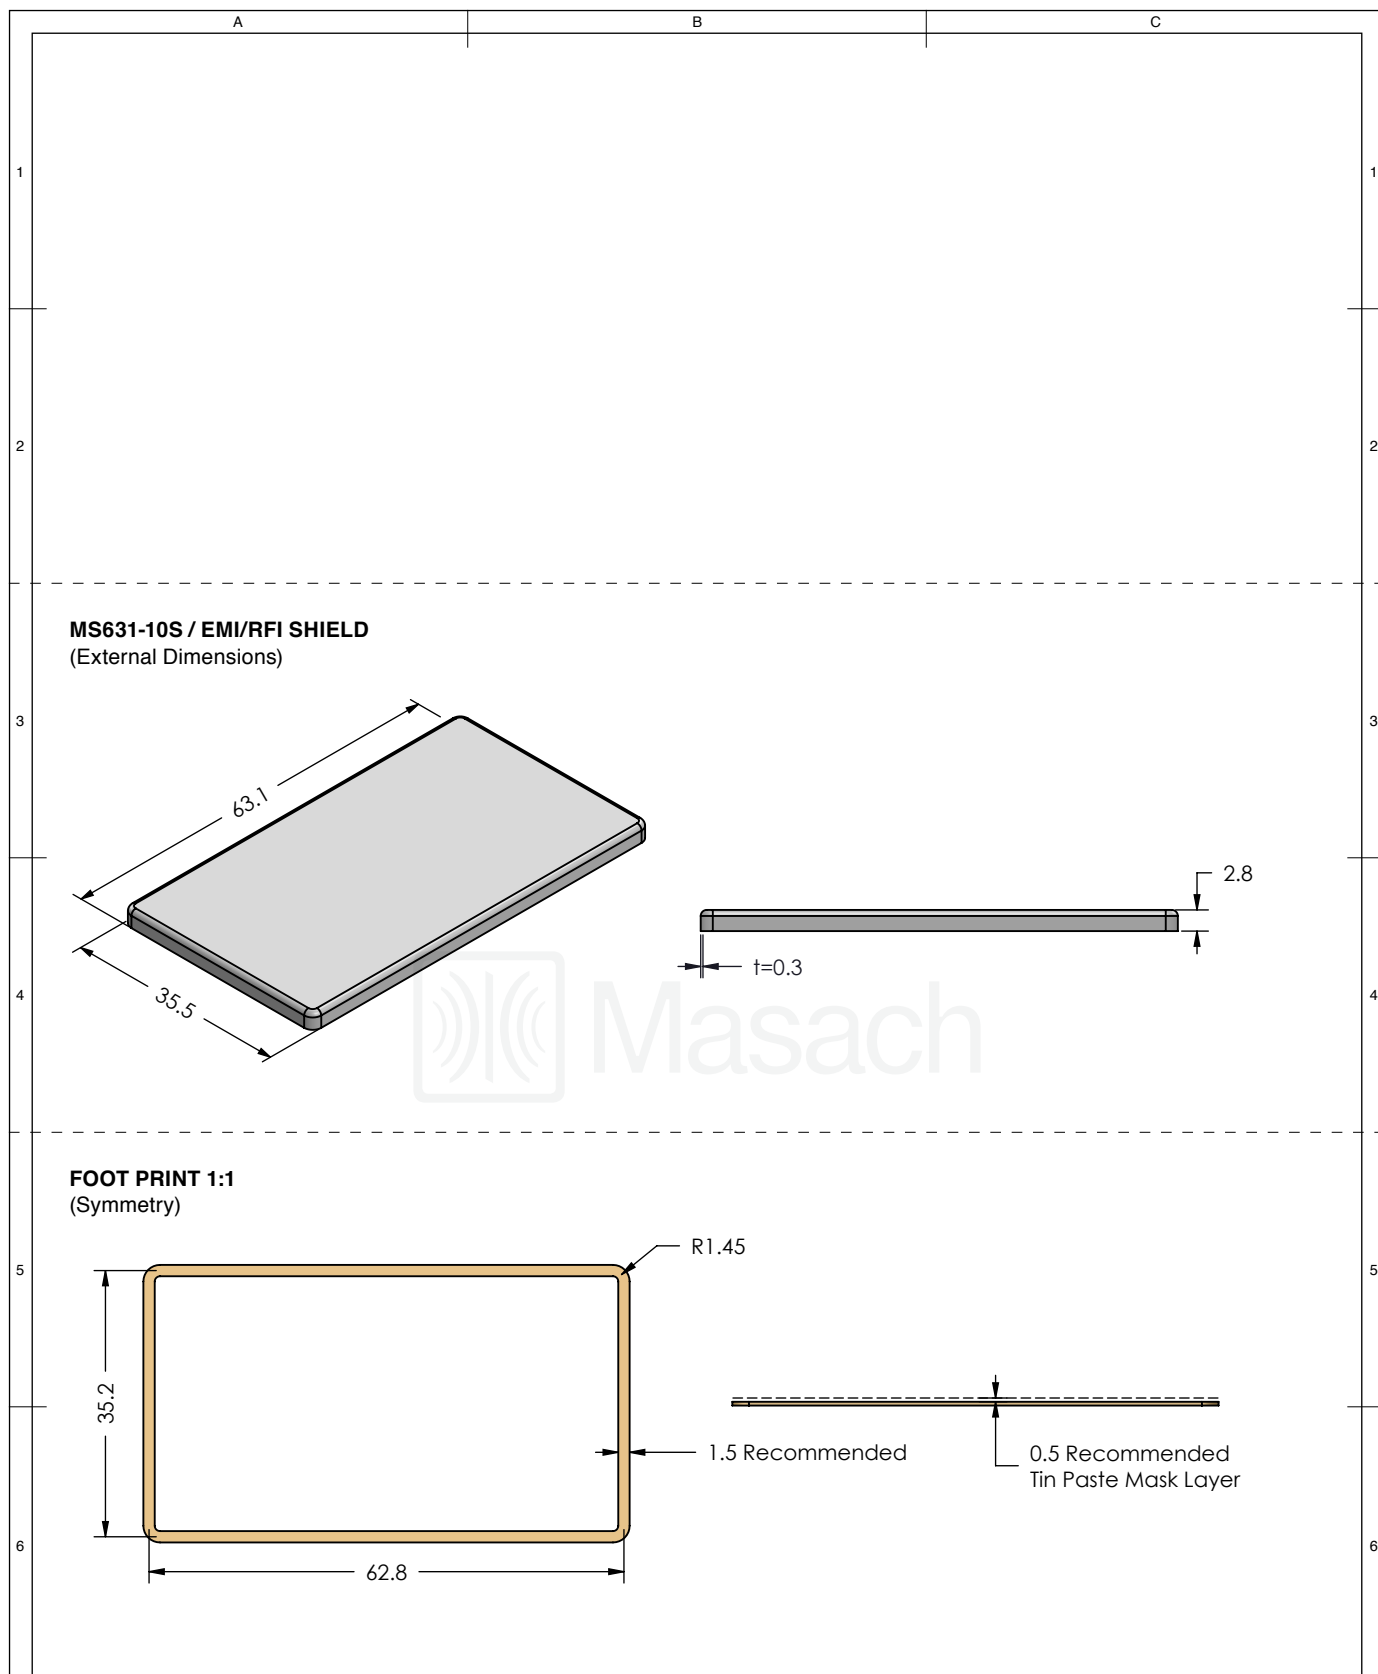 A B C
1 1
2 2
MS631-10S / EMI/RFI SHIELD
(External Dimensions)
3 3
63.1
2.8
t=0.3
35.5
4 4
Masach
FOOT PRINT 1:1
(Symmetry)
R1.45
5 5
35.2
1.5 Recommended
0.5 Recommended
Tin Paste Mask Layer
6 6
62.8